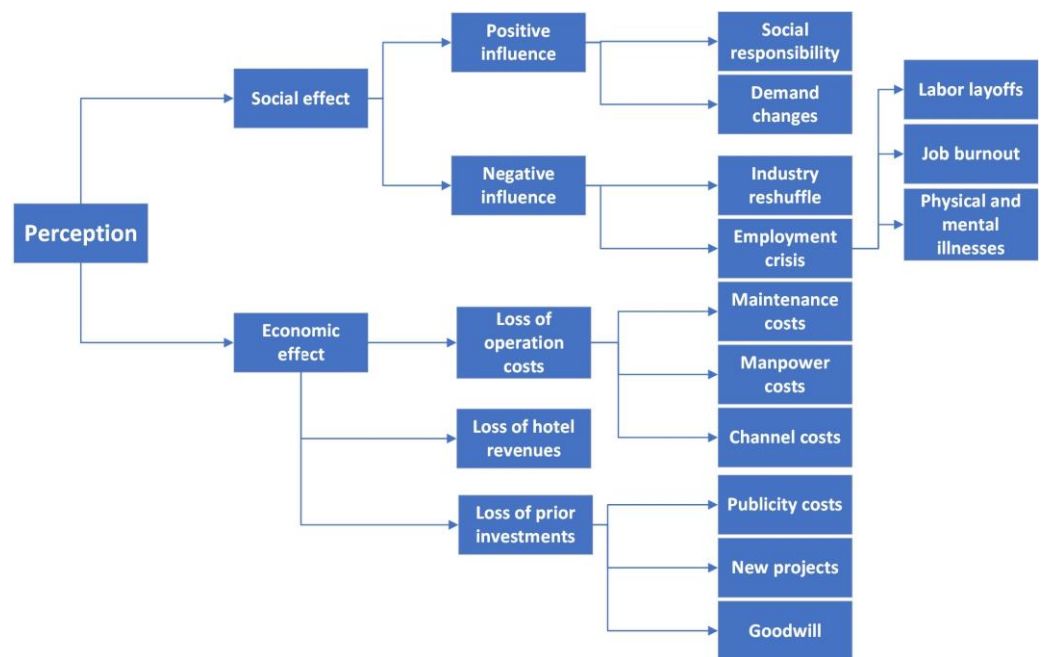 Perception
Social effect
Economic
effect
Positive
influence
Negative
influence
Loss of
operation
costs
Loss of hotel
revenues
Loss of prior
investments
Social
responsibility
Demand
changes
Industry
reshuffle
Employment
crisis
Maintenance
costs
Manpower
costs
Channel costs
Publicity costs
New projects
Goodwill
Labor layoffs
Job burnout
Physical and
mental
illnesses